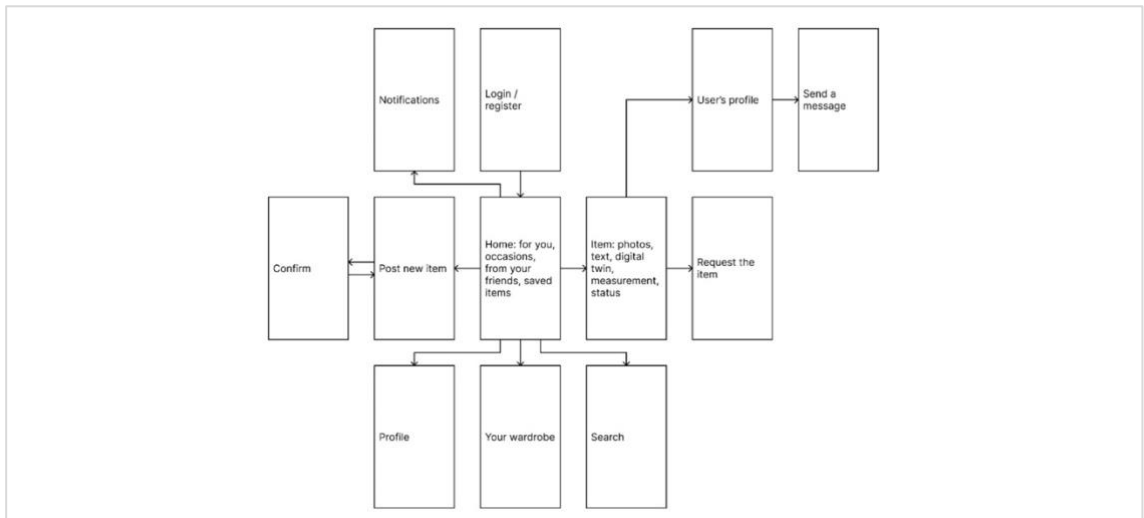 Notifications
Login /
register
User's profile
Send a
message
Confirm
Post new item
Home: for you,
occasions,
from your
friends, saved
items
Item: photos,
text, digital
twin,
measurement,
status
Request the
item
Profile
Your wardrobe
Search